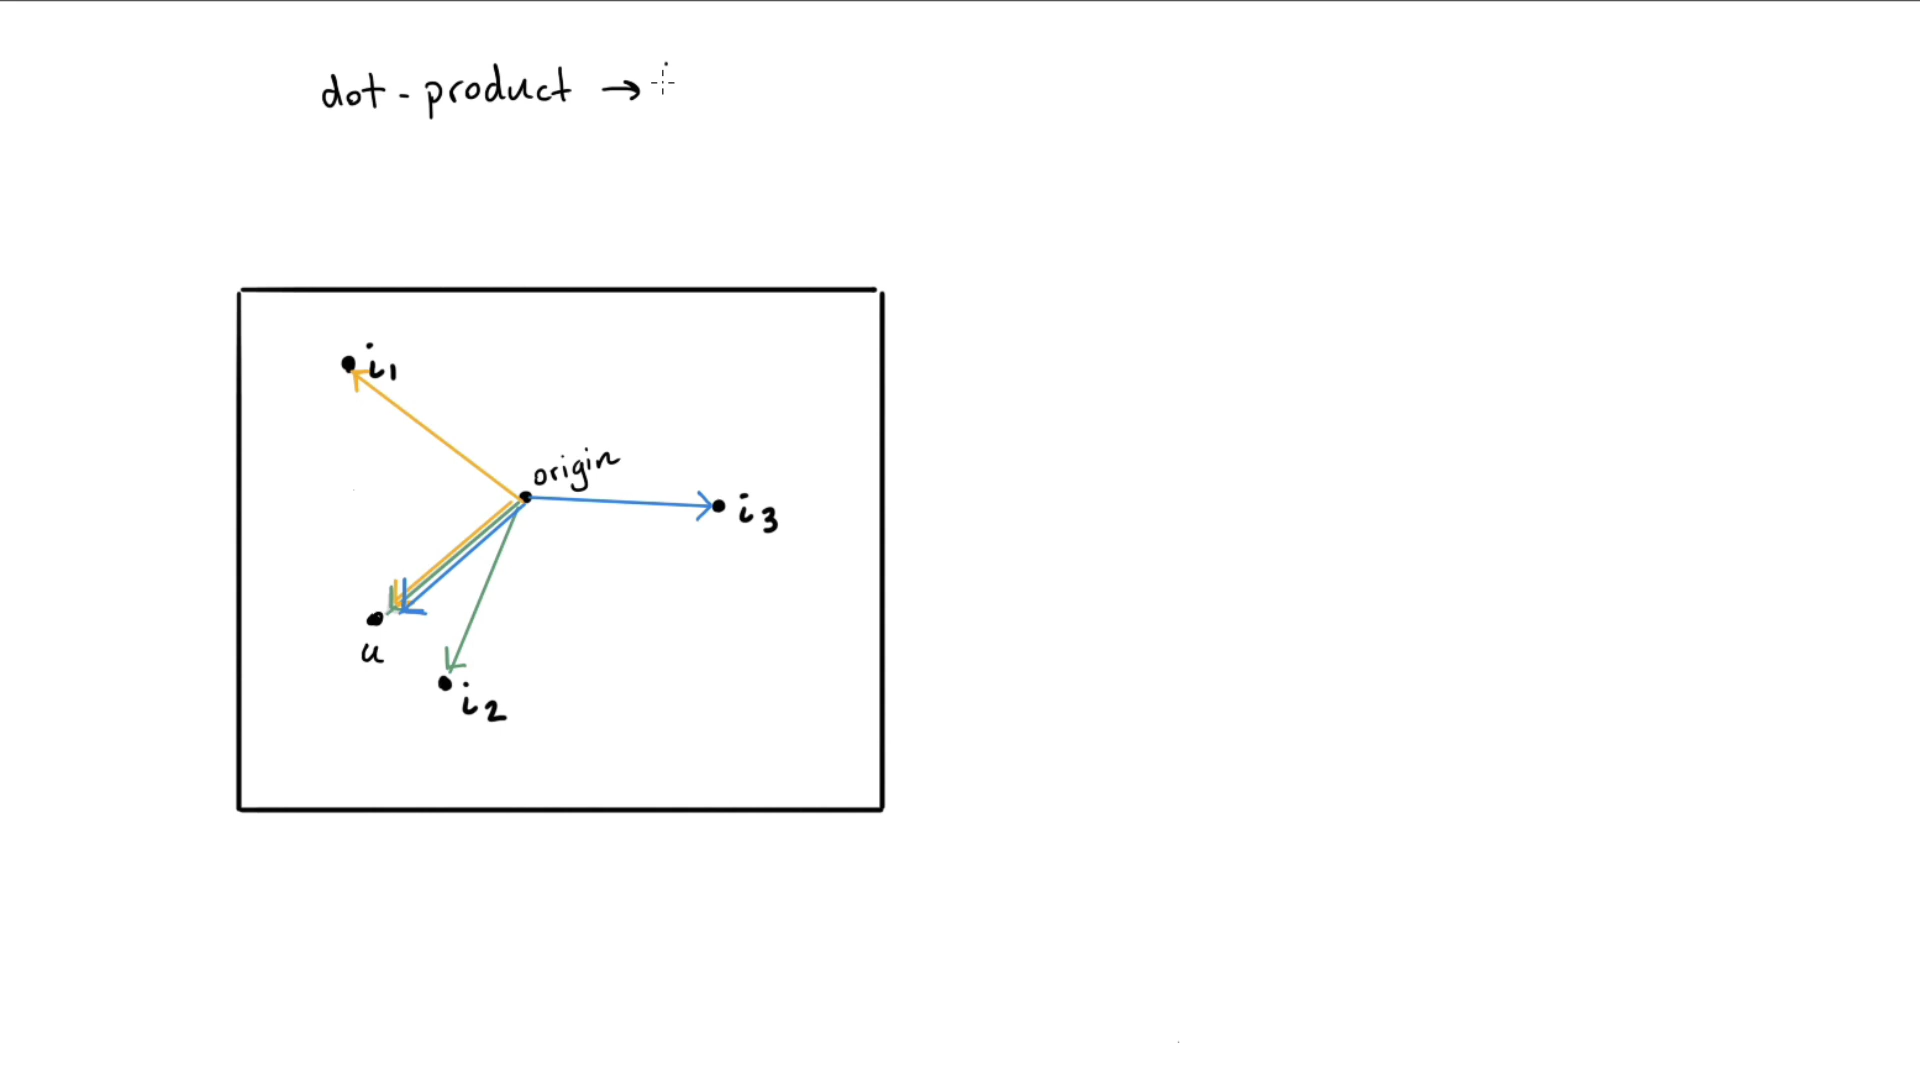 dot-product →
i1
origin
i3
u
i2